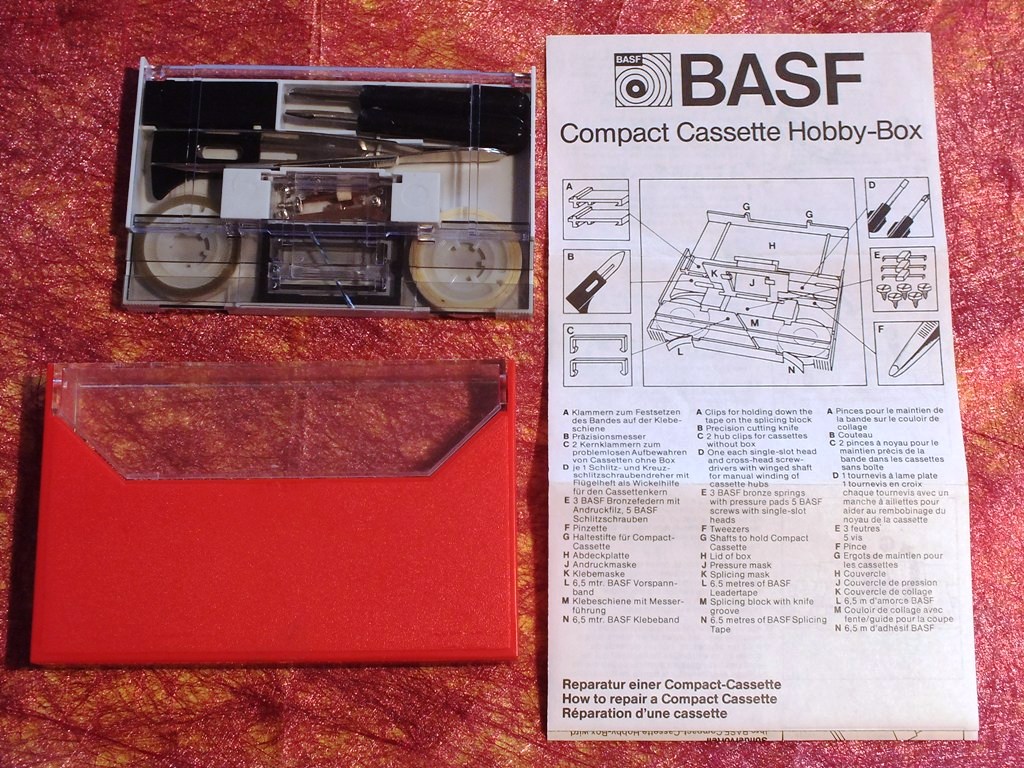 BASF
BASF
Compact Cassette Hobby-Box
A
B
C
G
G
H
K
J
M
L
N
D
E
F
A Klammern zum Festsetzen
des Bandes auf der Klebe-
schiene
B Präzisionsmesser
C 2 Kernklammern zum
problemlosen Aufbewahren
von Cassetten ohne Box
D je 1 Schlitz- und Kreuz-
schlitzschraubendreher mit
Flügelheft als Wickelhilfe
für den Cassettenkern
E 3 BASF Bronzefedern mit
Andruckfilz, 5 BASF
Schlitzschrauben
F Pinzette
G Haltestifte für Compact-
Cassette
H Abdeckplatte
J Andruckmaske
K Klebemaske
L 6,5 mtr. BASF Vorspann-
band
M Klebeschiene mit Messer-
führung
N 6,5 mtr. BASF Klebeband
A Clips for holding down the
tape on the splicing block
B Precision cutting knife
C 2 hub clips for cassettes
without box
D One each single-slot head
and cross-head screw-
drivers with winged shaft
for manual winding of
cassette hubs
E 3 BASF bronze springs
with pressure pads 5 BASF
screws with single-slot
heads
F Tweezers
G Shafts to hold Compact
Cassette
H Lid of box
J Pressure mask
K Splicing mask
L 6.5 metres of BASF
Leadertape
M Splicing block with knife
groove
N 6.5 metres of BASF Splicing
Tape
A Pinces pour le maintien de
la bande sur le couloir de
collage
B Couteau
C 2 pinces à noyau pour le
maintien précis de la
bande dans les cassettes
sans boîte
D 1 tournevis à lame plate
1 tournevis en croix
chaque tournevis avec un
manche à aillettes pour
aider au rembobinage du
noyau de la cassette
E 3 feutres
5 vis
F Pince
G Ergots de maintien pour
les cassettes
H Couvercle
J Couvercle de pression
K Couvercle de collage
L 6,5 m d'amorce BASF
M Couloir de collage avec
fente/guide pour la coupe
N 6,5 m d'adhésif BASF
Reparatur einer Compact-Cassette
How to repair a Compact Cassette
Réparation d'une cassette